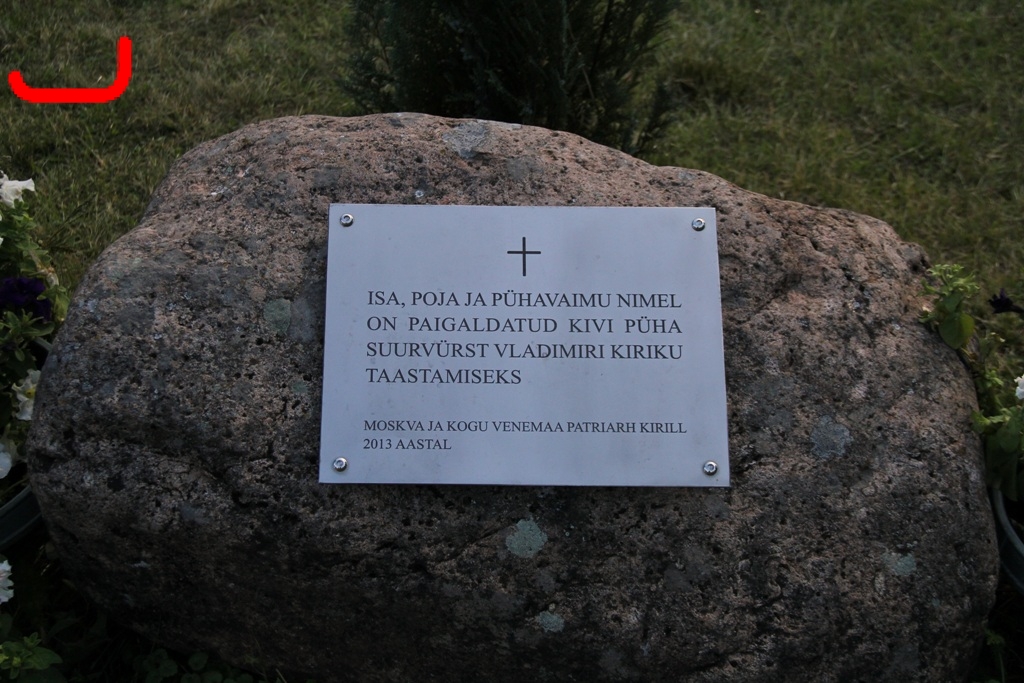 ISA, POJA JA PÜHAVAIMU NIMEL
ON PAIGALDATUD KIVI PÜHA
SUURVÜRST VLADIMIRI KIRIKU
TAASTAMISEKS
MOSKVA JA KOGU VENEMAA PATRIARH KIRILL
2013 AASTAL